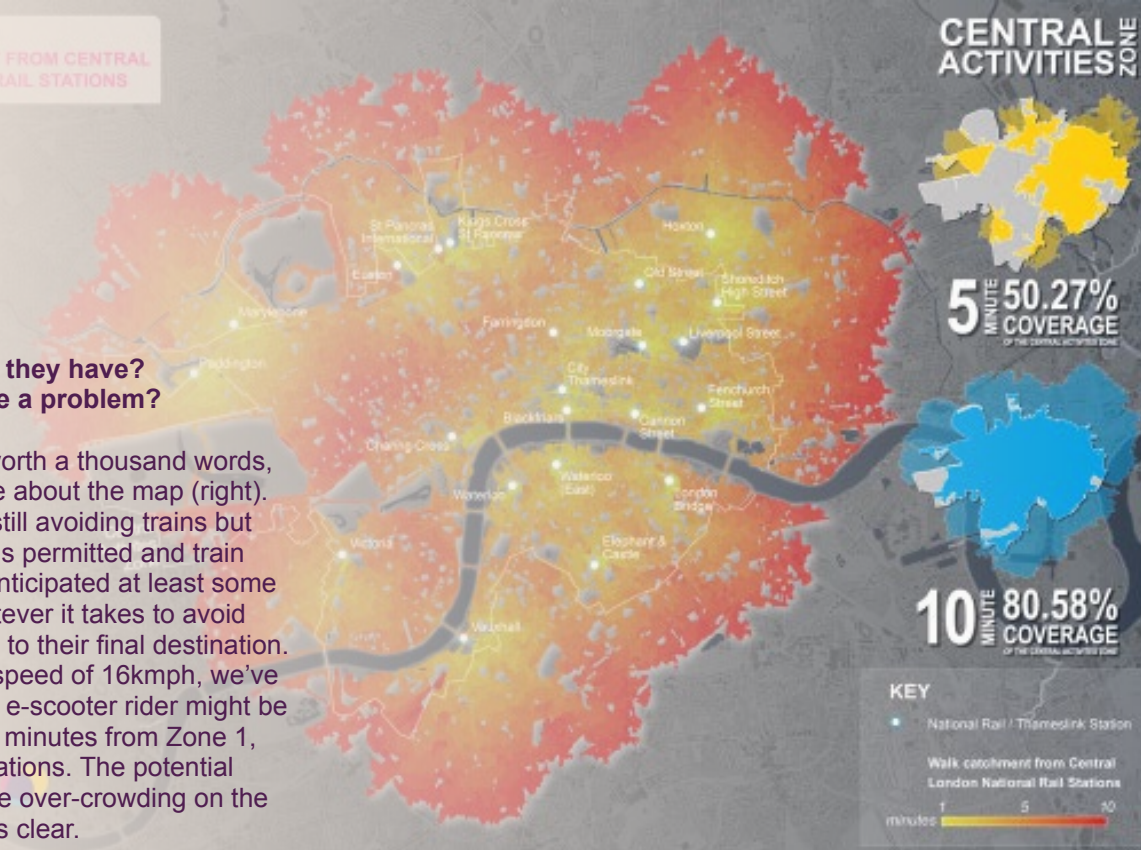 FROM CENTRAL
RAIL STATIONS
they have?
e a problem?
orth a thousand words,
e about the map (right).
still avoiding trains but
s permitted and train
nticipated at least some
tever it takes to avoid
to their final destination.
speed of 16kmph, we’ve
e-scooter rider might be
minutes from Zone 1,
ations. The potential
e over-crowding on the
s clear.
St Pancras
International
Kings Cross
St Pancras
Euston
Hoxton
Old Street
Shoreditch
High Street
Marylebone
Farringdon
Moorgate
Liverpool Street
Paddington
City
Thameslink
Fenchurch
Street
Blackfriars
Cannon
Street
Charing Cross
Waterloo
(East)
Waterloo
London
Bridge
Victoria
Elephant &
Castle
Vauxhall
CENTRAL
ACTIVITIES
ZONE
5 MINUTE 50.27%
COVERAGE
OF THE CENTRAL ACTIVITIES ZONE
10 MINUTE 80.58%
COVERAGE
OF THE CENTRAL ACTIVITIES ZONE
KEY
National Rail / Thameslink Station
Walk catchment from Central
London National Rail Stations
1 5 10
minutes